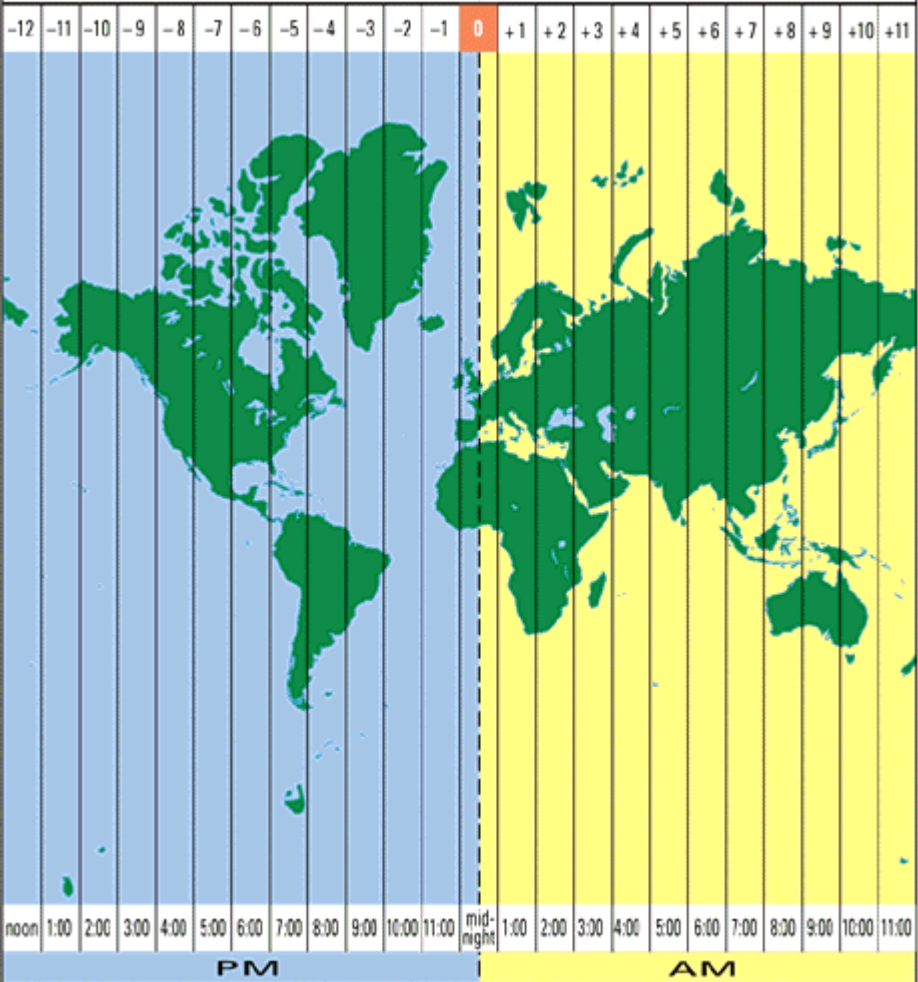 –12 –11 –10 –9 –8 –7 –6 –5 –4 –3 –2 –1 0 +1 +2 +3 +4 +5 +6 +7 +8 +9 +10 +11
noon 1:00 2:00 3:00 4:00 5:00 6:00 7:00 8:00 9:00 10:00 11:00 mid-night 1:00 2:00 3:00 4:00 5:00 6:00 7:00 8:00 9:00 10:00 11:00
PM AM